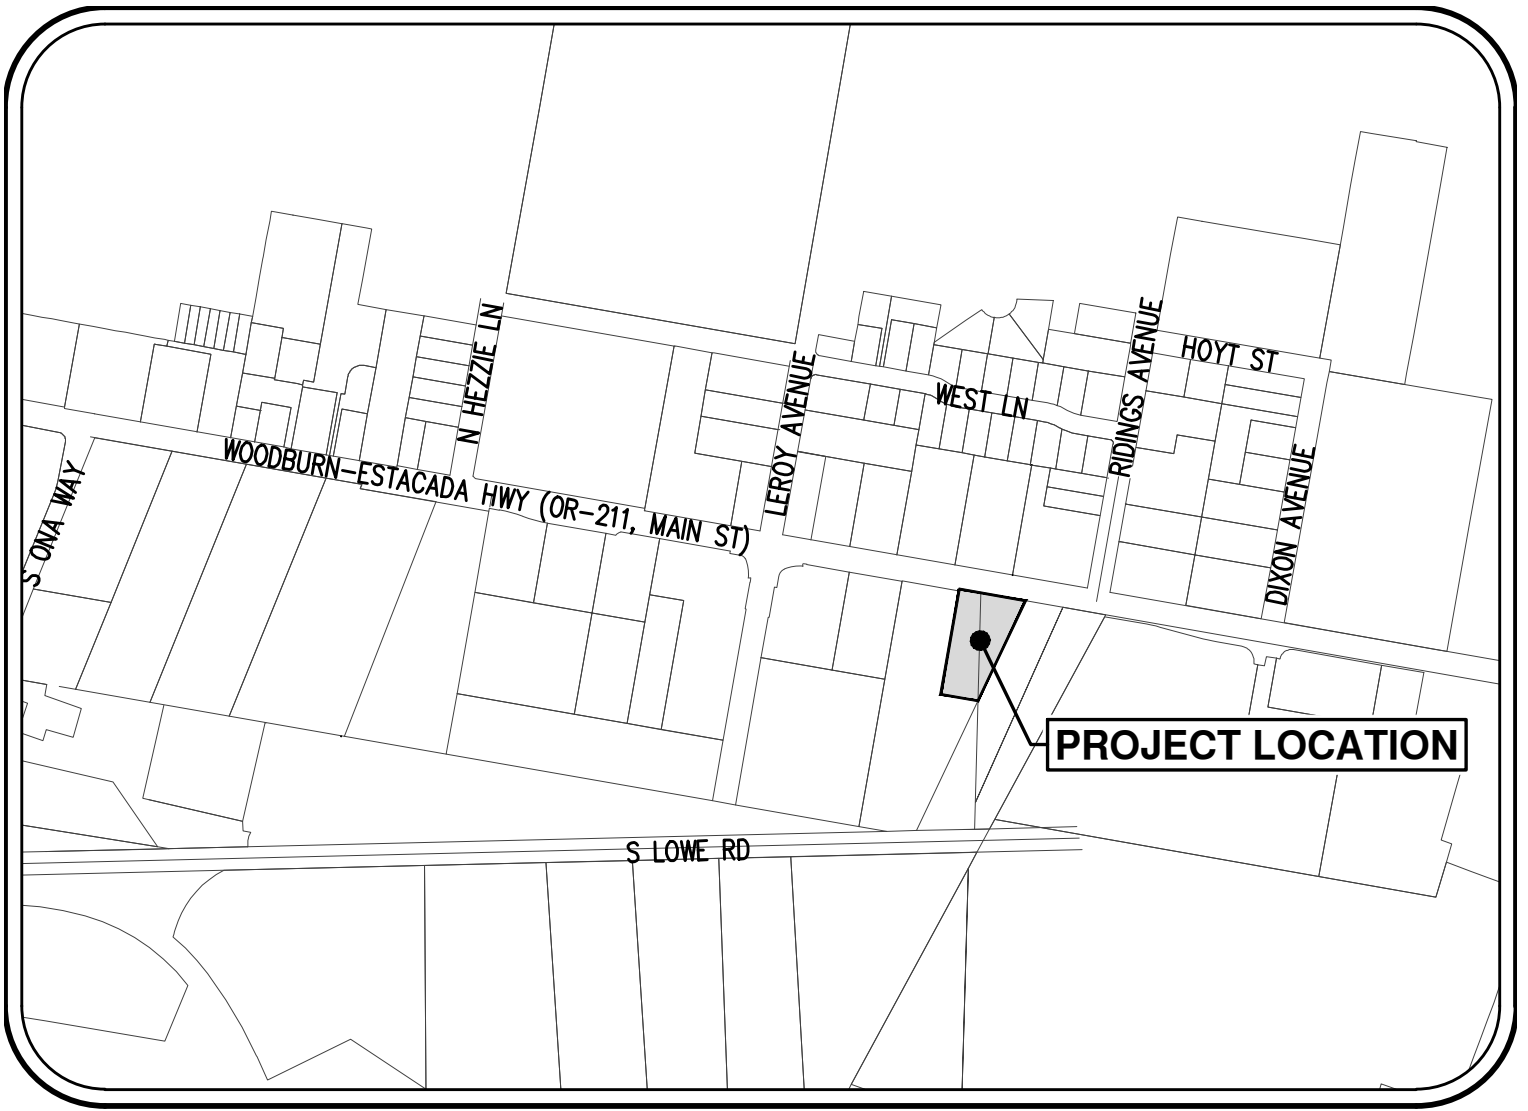 HOYT ST
RIDINGS AVENUE
N HEZZIE LN
LEROY AVENUE
WEST LN
WOODBURN-ESTACADA HWY (OR-211, MAIN ST)
DIXON AVENUE
S ONA WAY
PROJECT LOCATION
S LOWE RD